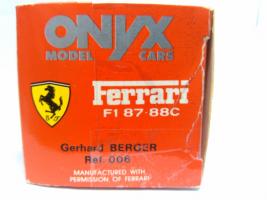 ONYX
MODEL CARS
Ferrari
F1 87-88C
Gerhard BERGER
Ref. 006
MANUFACTURED WITH
PERMISSION OF FERRARI